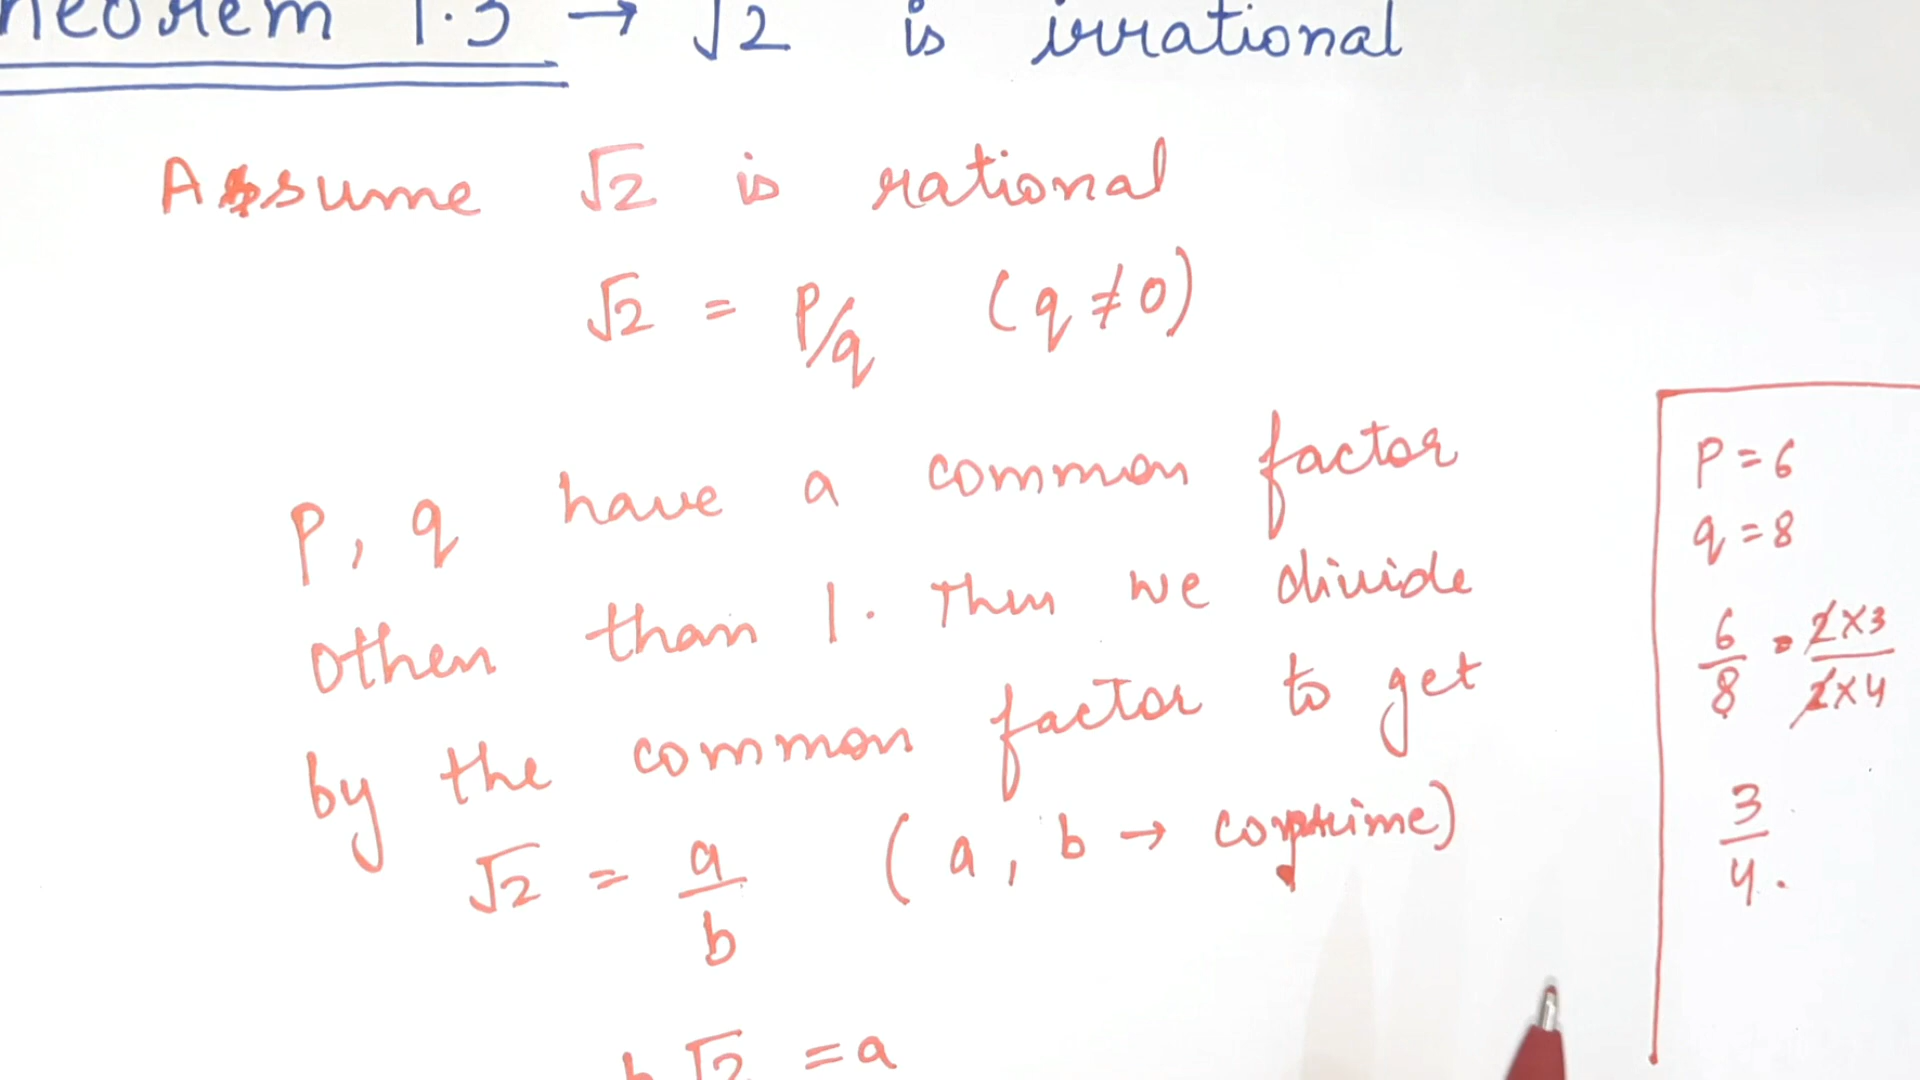 heorem 1.3 → √2 is irrational
Assume √2 is rational
√2 = P/q (q ≠ 0)
P, q have a common factor
other than 1. Then we divide
by the common factor to get
√2 = a/b (a, b → coprime)
b √2 = a
P = 6
q = 8
6/8 = 2×3/2×4
3/4.